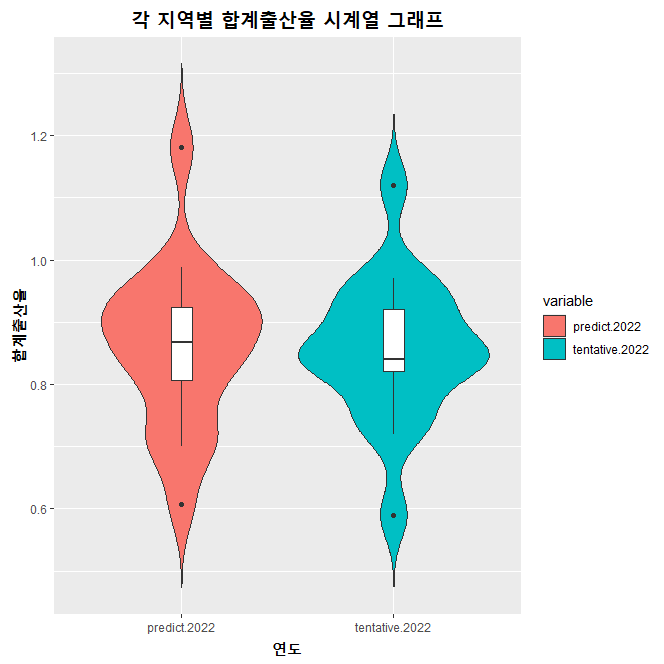 각 지역별 합계출산율 시계열 그래프
합계출산율
1.2
1.0
0.8
0.6
predict.2022
tentative.2022
연도
variable
predict.2022
tentative.2022